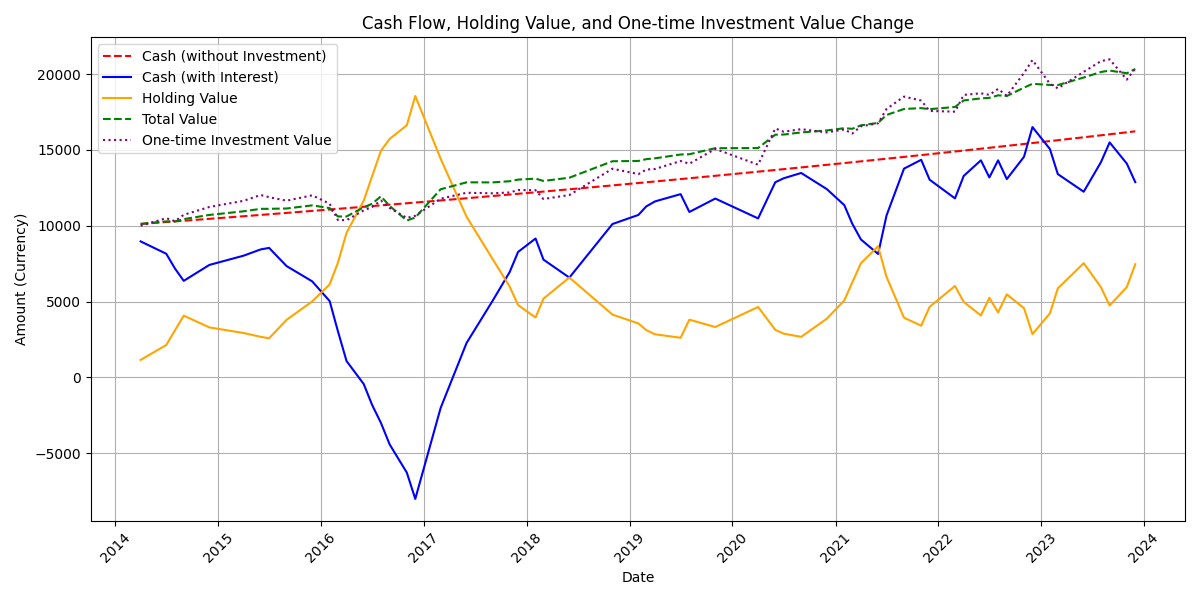 Cash Flow, Holding Value, and One-time Investment Value Change
Cash (without Investment)
Cash (with Interest)
Holding Value
Total Value
One-time Investment Value
Amount (Currency)
20000
15000
10000
5000
0
−5000
2014
2015
2016
2017
2018
2019
2020
2021
2022
2023
2024
Date